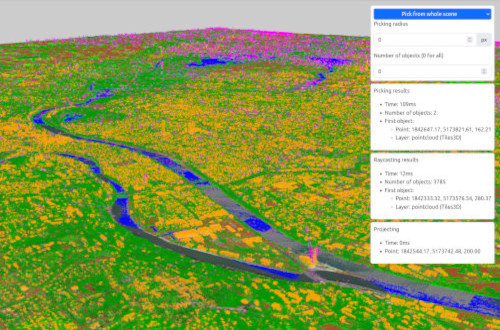 Pick from whole scene
Picking radius
0
px
Number of objects (0 for all)
0
Picking results
Time: 189ms
Number of objects: 2
First object:
Point: 1842647.17, 5173821.61, 162.21
Layer: pointcloud (Tiles3D)
Raycasting results
Time: 12ms
Number of objects: 3785
First object:
Point: 1842333.32, 5173576.54, 280.37
Layer: pointcloud (Tiles3D)
Projecting
Time: 0ms
Point: 1842544.17, 5173742.48, 200.00